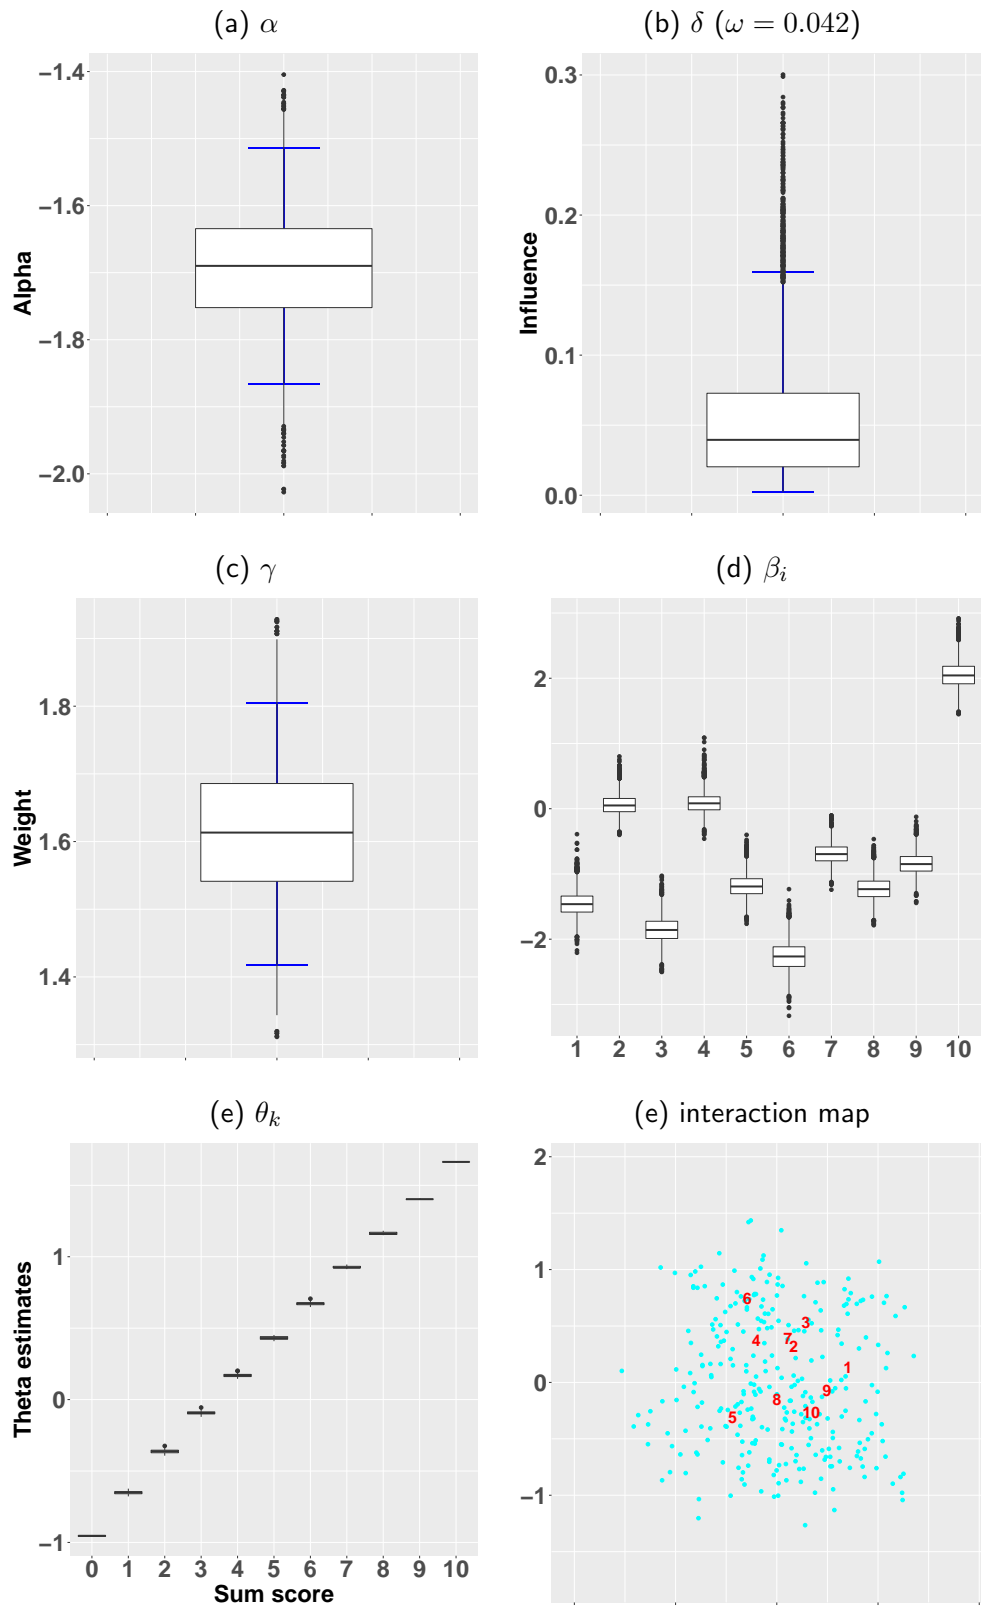 (a) α
(b) δ (ω = 0.042)
Alpha
−1.4
−1.6
−1.8
−2.0
Influence
0.3
0.2
0.1
0.0
(c) γ
(d) βi
Weight
1.8
1.6
1.4
2
0
−2
1 2 3 4 5 6 7 8 9 10
(e) θk
(e) interaction map
Theta estimates
1
0
−1
0 1 2 3 4 5 6 7 8 9 10
Sum score
2
1
0
−1
6
3
7
4
2
1
9
8
10
5